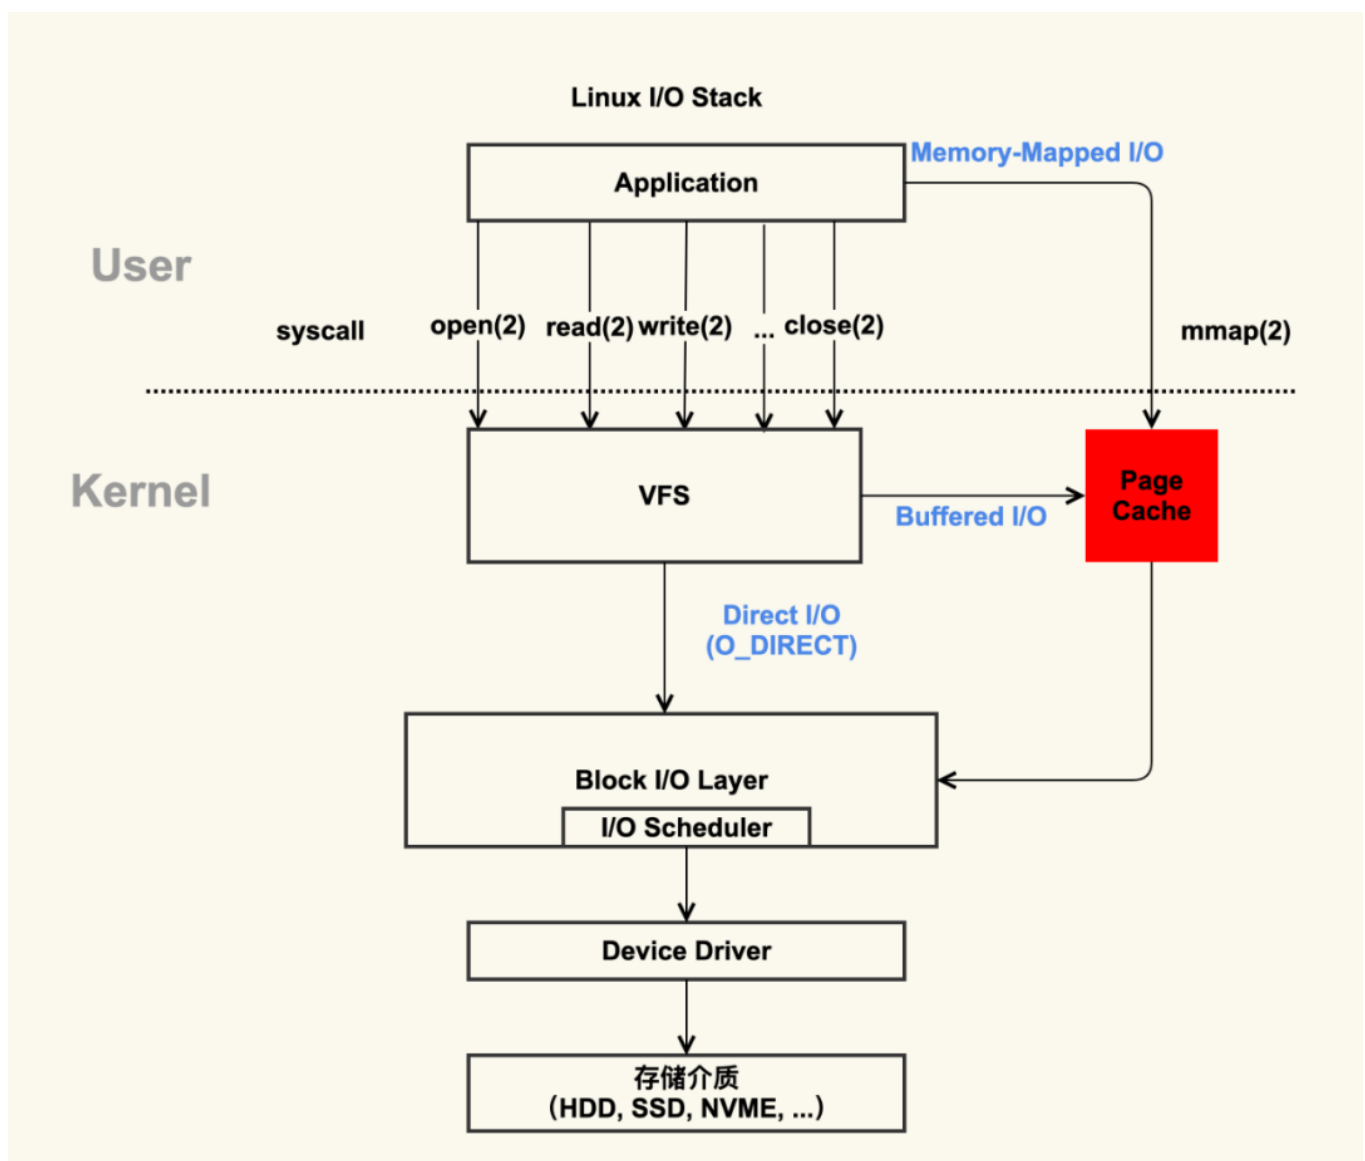 Linux I/O Stack
Application
Memory-Mapped I/O
User
syscall
open(2)
read(2)
write(2)
...
close(2)
mmap(2)
Kernel
VFS
Buffered I/O
Page
Cache
Direct I/O
(O_DIRECT)
Block I/O Layer
I/O Scheduler
Device Driver
存储介质
（HDD, SSD, NVME, ...）